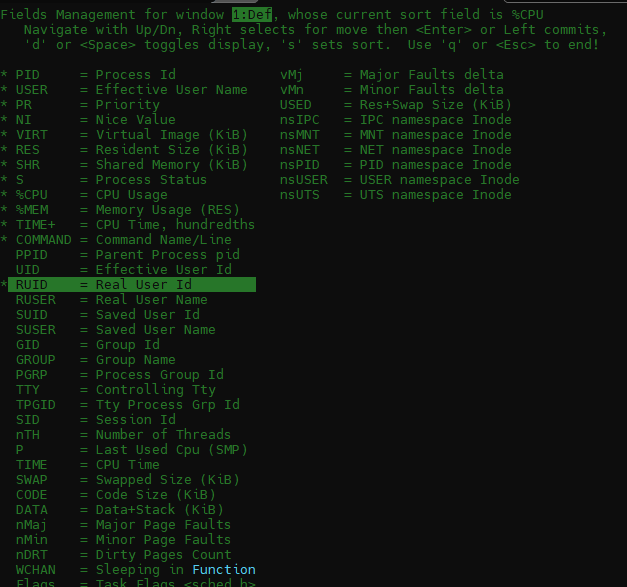 Fields Management for window 1:Def, whose current sort field is %CPU
   Navigate with Up/Dn, Right selects for move then <Enter> or Left commits,
   'd' or <Space> toggles display, 's' sets sort.  Use 'q' or <Esc> to end!

* PID     = Process Id             vMj     = Major Faults delta
* USER    = Effective User Name    vMn     = Minor Faults delta
* PR      = Priority               USED    = Res+Swap Size (KiB)
* NI      = Nice Value             nsIPC   = IPC namespace Inode
* VIRT    = Virtual Image (KiB)    nsMNT   = MNT namespace Inode
* RES     = Resident Size (KiB)    nsNET   = NET namespace Inode
* SHR     = Shared Memory (KiB)    nsPID   = PID namespace Inode
* S       = Process Status         nsUSER  = USER namespace Inode
* %CPU    = CPU Usage              nsUTS   = UTS namespace Inode
* %MEM    = Memory Usage (RES)
* TIME+   = CPU Time, hundredths
* COMMAND = Command Name/Line
  PPID    = Parent Process pid
  UID     = Effective User Id
* RUID    = Real User Id
  RUSER   = Real User Name
  SUID    = Saved User Id
  SUSER   = Saved User Name
  GID     = Group Id
  GROUP   = Group Name
  PGRP    = Process Group Id
  TTY     = Controlling Tty
  TPGID   = Tty Process Grp Id
  SID     = Session Id
  nTH     = Number of Threads
  P       = Last Used Cpu (SMP)
  TIME    = CPU Time
  SWAP    = Swapped Size (KiB)
  CODE    = Code Size (KiB)
  DATA    = Data+Stack (KiB)
  nMaj    = Major Page Faults
  nMin    = Minor Page Faults
  nDRT    = Dirty Pages Count
  WCHAN   = Sleeping in Function
  Flags   = Task Flags <sched.h>